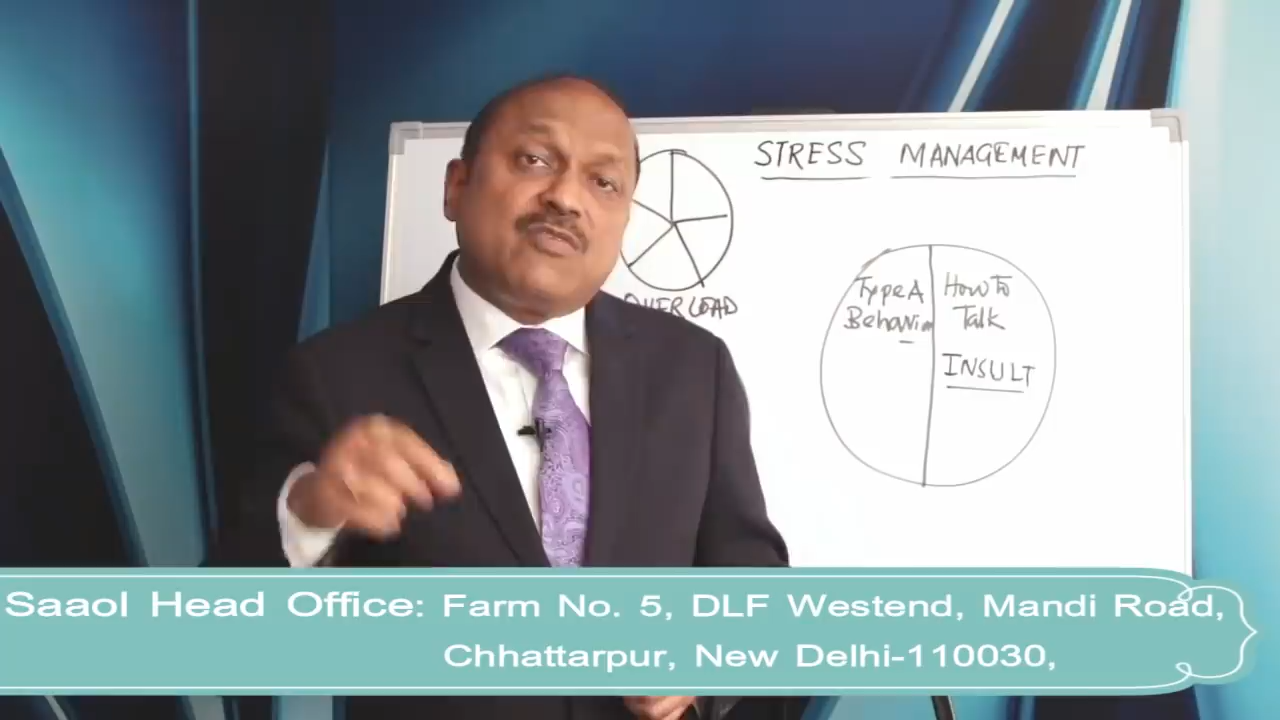 STRESS MANAGEMENT
OVERLOAD
Type A
Behavior
How To
Talk
INSULT
Saaol Head Office: Farm No. 5, DLF Westend, Mandi Road,
Chhattarpur, New Delhi-110030,